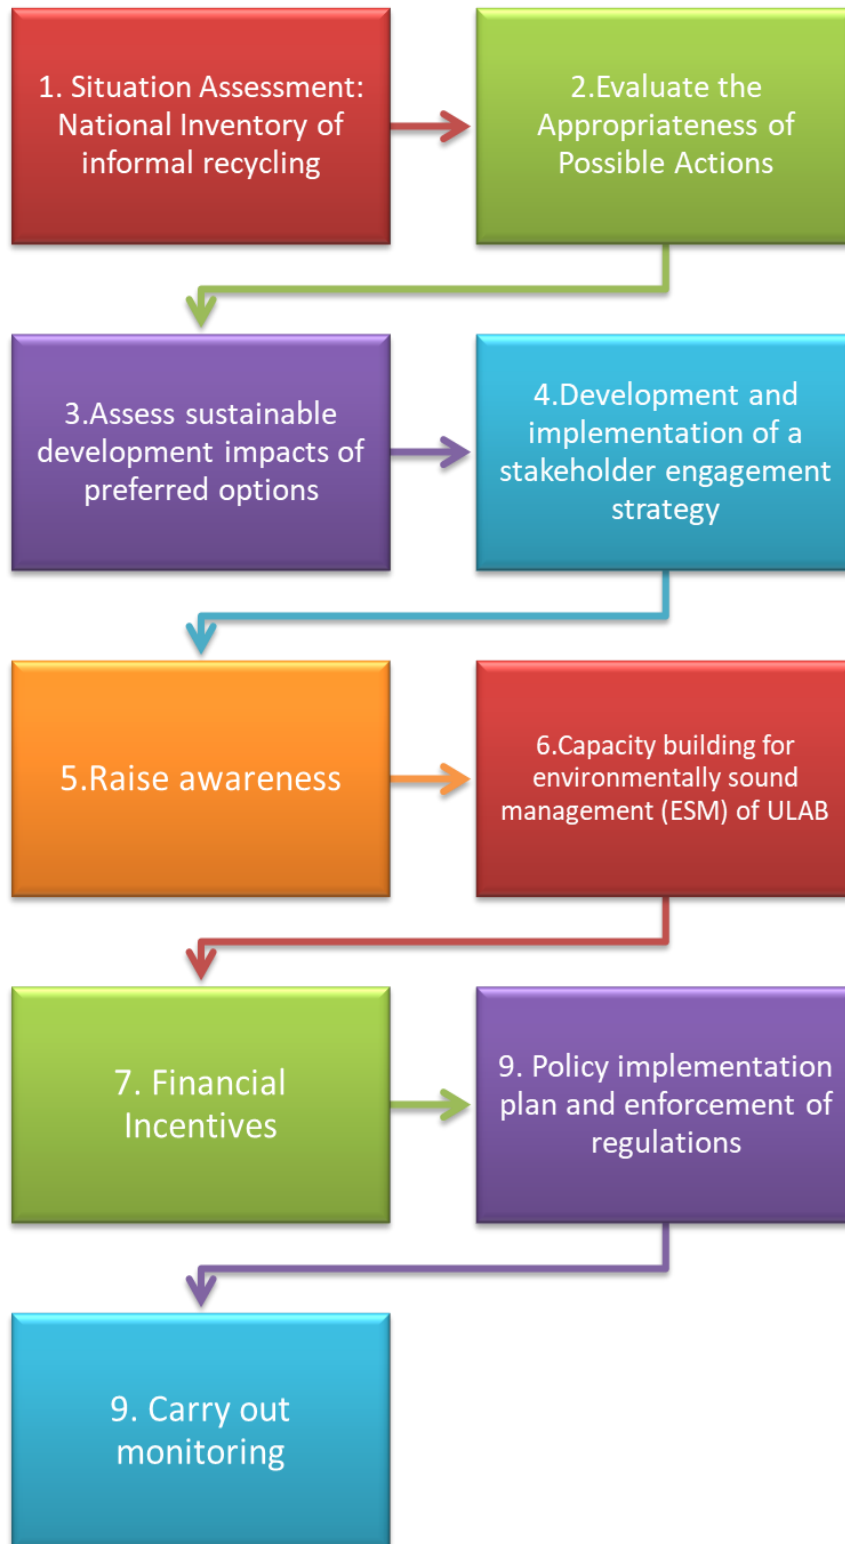 1. Situation Assessment:
National Inventory of
informal recycling
2.Evaluate the
Appropriateness of
Possible Actions
3.Assess sustainable
development impacts of
preferred options
4.Development and
implementation of a
stakeholder engagement
strategy
5.Raise awareness
6.Capacity building for
environmentally sound
management (ESM) of ULAB
7. Financial
Incentives
9. Policy implementation
plan and enforcement of
regulations
9. Carry out
monitoring